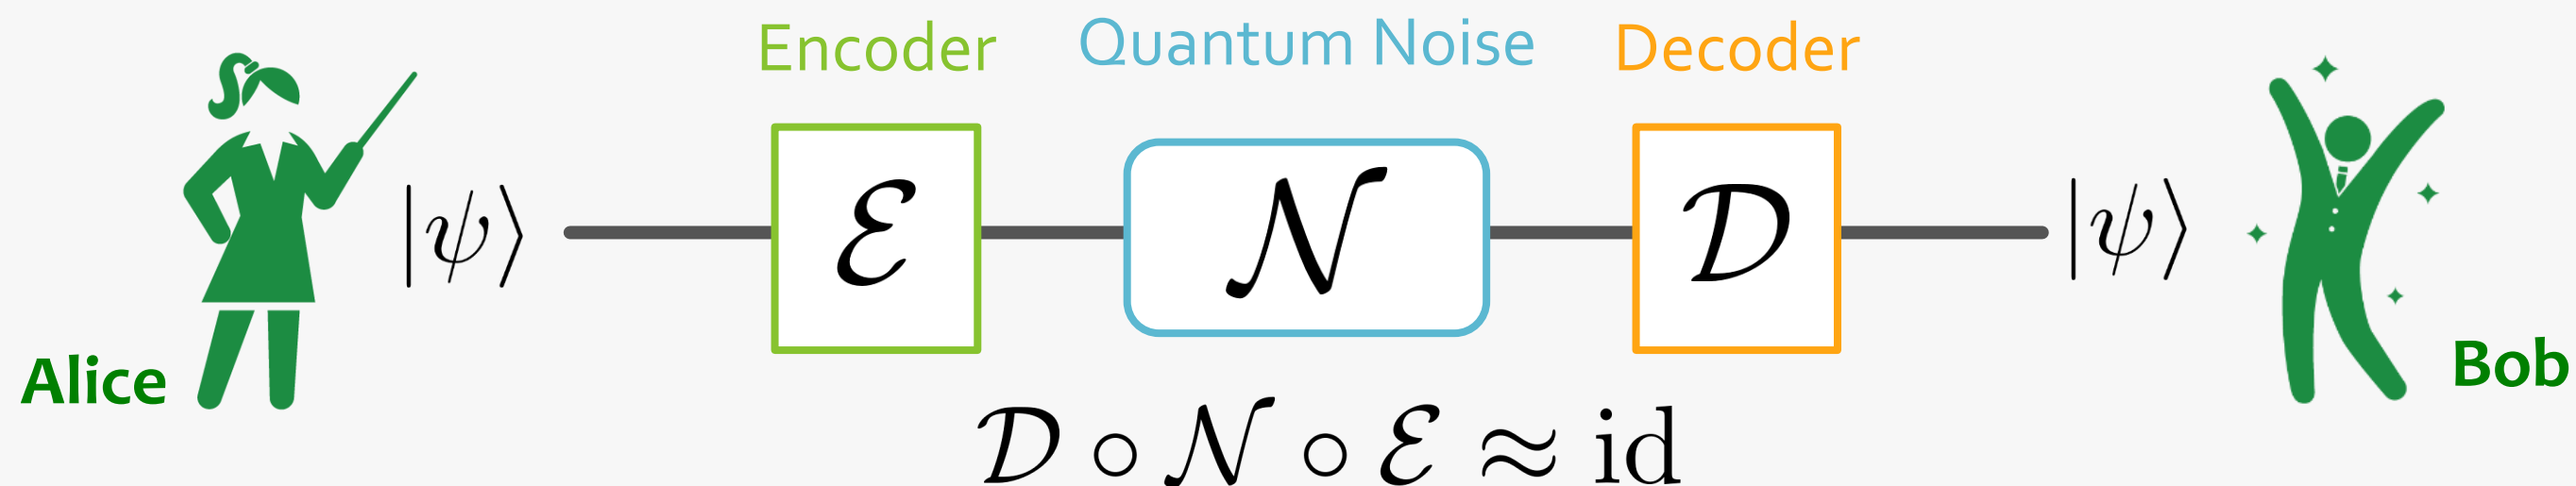 Encoder Quantum Noise Decoder
|ψ⟩ ℰ 𝒩 𝒟 |ψ⟩
Alice Bob
𝒟 ∘ 𝒩 ∘ ℰ ≈ id